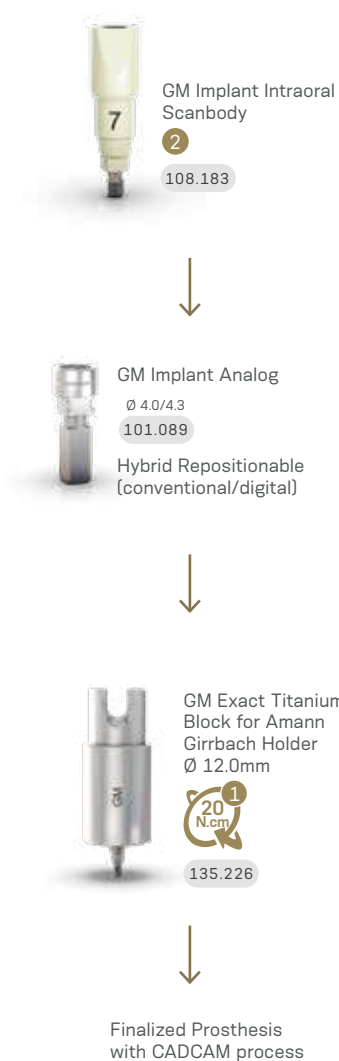 7
GM Implant Intraoral
Scanbody
2
108.183
GM Implant Analog
Ø 4.0/4.3
101.089
Hybrid Repositionable
(conventional/digital)
GM
GM Exact Titanium
Block for Amann
Girrbach Holder
Ø 12.0mm
1
20
N.cm
135.226
Finalized Prosthesis
with CADCAM process